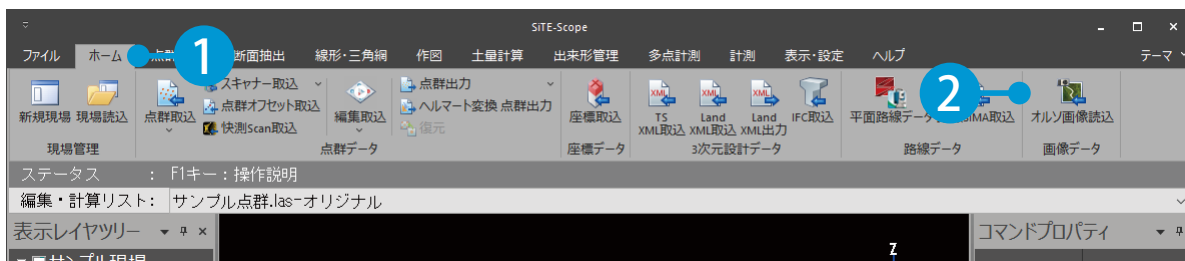 SiTE-Scope
ファイル ホーム 点群 断面抽出 線形・三角網 作図 土量計算 出来形管理 多点計測 計測 表示・設定 ヘルプ テーマ
1
2
新規現場 現場読込
現場管理
点群取込
スキャナー取込
点群オフセット取込
快測Scan取込
編集取込
点群出力
ヘルマート変換 点群出力
復元
点群データ
座標取込
座標データ
TS XML取込
Land XML取込
Land XML出力
IFC取込
3次元設計データ
平面路線データ
SIMA取込
路線データ
オルソ画像読込
画像データ
ステータス : F1キー:操作説明
編集・計算リスト: サンプル点群.las-オリジナル
表示レイヤツリー
コマンドプロパティ
サンプル現場
Z